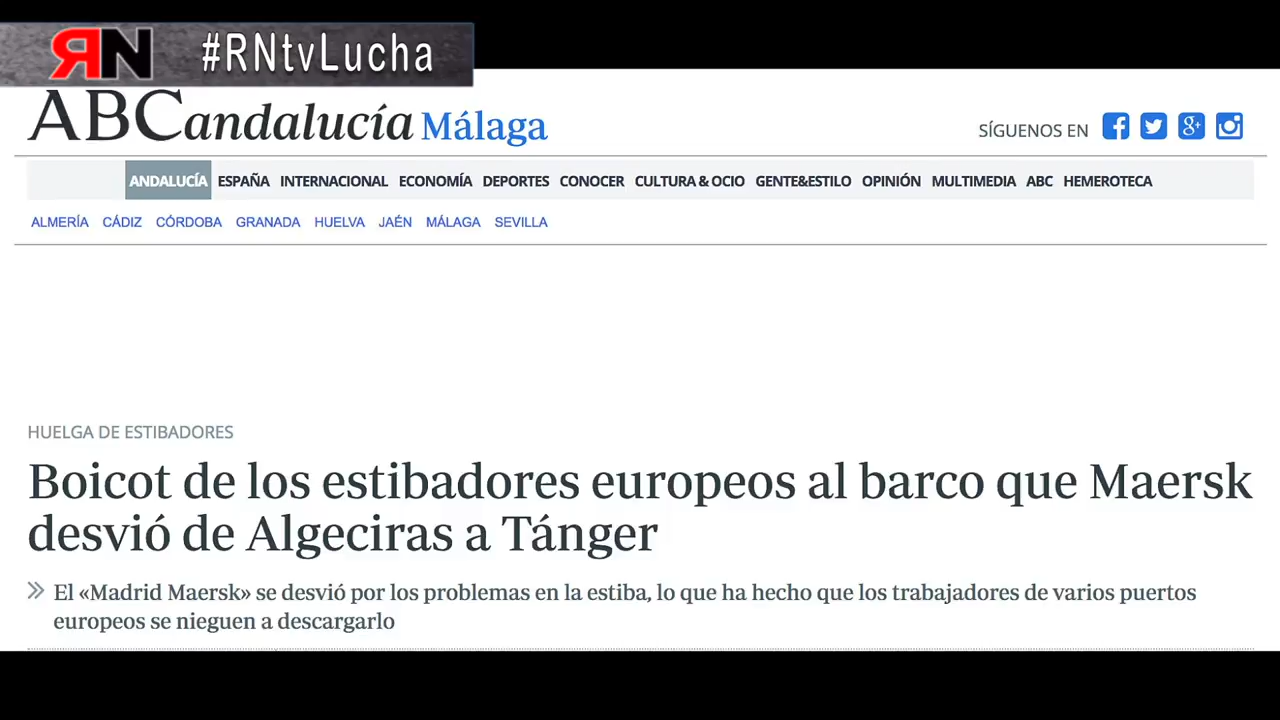 ЯN #RNtvLucha
ABCandalucía Málaga
SÍGUENOS EN
ANDALUCÍA ESPAÑA INTERNACIONAL ECONOMÍA DEPORTES CONOCER CULTURA & OCIO GENTE&ESTILO OPINIÓN MULTIMEDIA ABC HEMEROTECA
ALMERÍA CÁDIZ CÓRDOBA GRANADA HUELVA JAÉN MÁLAGA SEVILLA
HUELGA DE ESTIBADORES
Boicot de los estibadores europeos al barco que Maersk
desvió de Algeciras a Tánger
El «Madrid Maersk» se desvió por los problemas en la estiba, lo que ha hecho que los trabajadores de varios puertos
europeos se nieguen a descargarlo